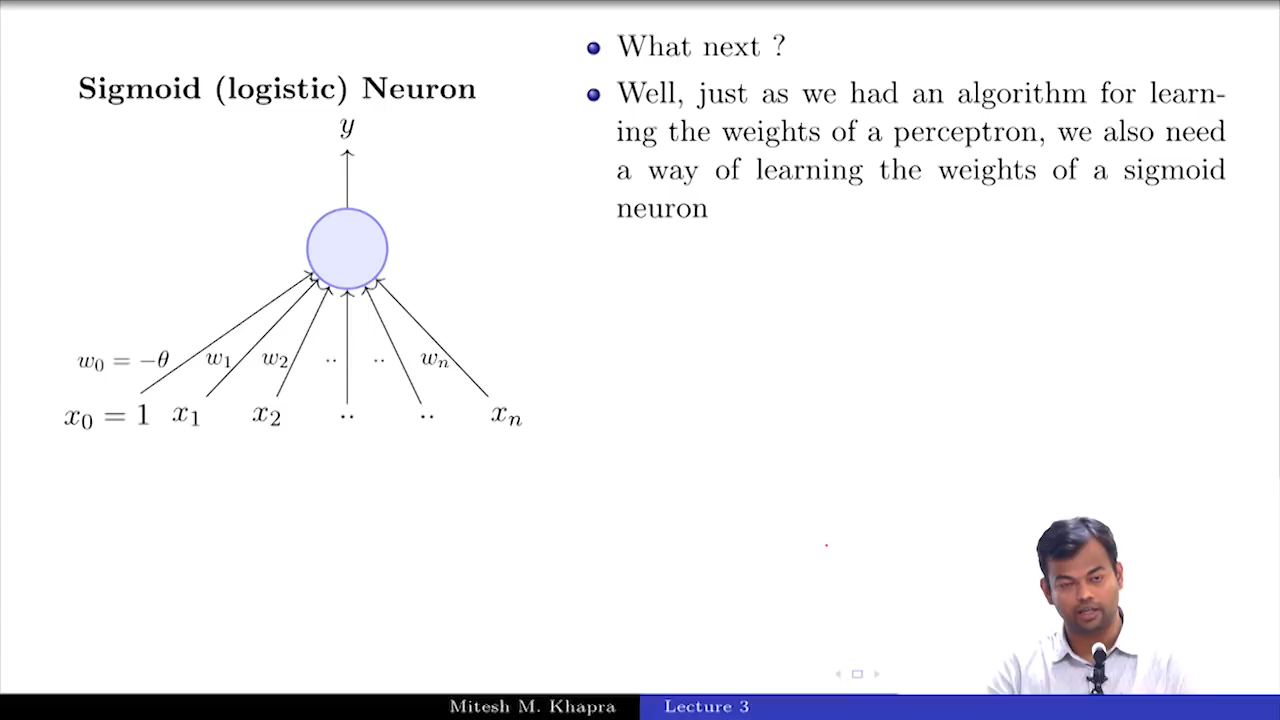 Sigmoid (logistic) Neuron
y
w₀ = −θ w₁ w₂ .. .. wₙ
x₀ = 1 x₁ x₂ .. .. xₙ
What next ?
Well, just as we had an algorithm for learn-
ing the weights of a perceptron, we also need
a way of learning the weights of a sigmoid
neuron
Mitesh M. Khapra Lecture 3